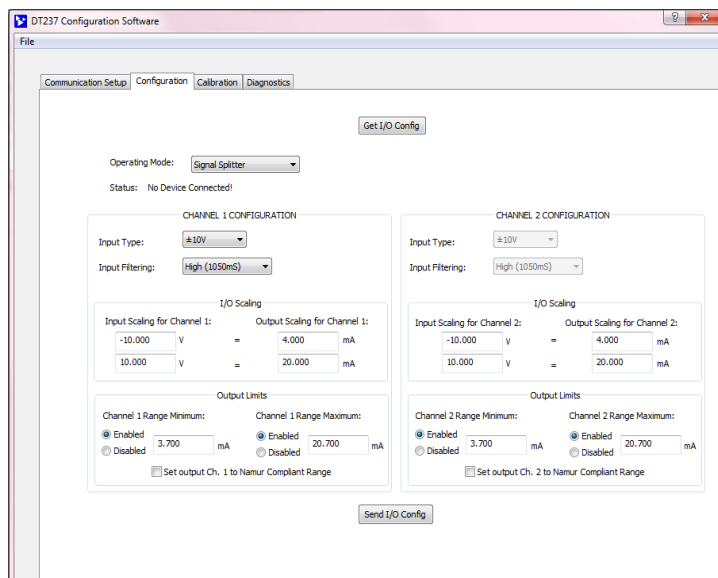 DT237 Configuration Software
File
Communication Setup Configuration Calibration Diagnostics
Get I/O Config
Operating Mode: Signal Splitter
Status: No Device Connected!
CHANNEL 1 CONFIGURATION
Input Type: ±10V
Input Filtering: High (1050mS)
I/O Scaling
Input Scaling for Channel 1: Output Scaling for Channel 1:
-10.000 V = 4.000 mA
10.000 V = 20.000 mA
Output Limits
Channel 1 Range Minimum: Channel 1 Range Maximum:
Enabled 3.700 mA Enabled 20.700 mA
Disabled Disabled
Set output Ch. 1 to Namur Compliant Range
CHANNEL 2 CONFIGURATION
Input Type: ±10V
Input Filtering: High (1050mS)
I/O Scaling
Input Scaling for Channel 2: Output Scaling for Channel 2:
-10.000 V = 4.000 mA
10.000 V = 20.000 mA
Output Limits
Channel 2 Range Minimum: Channel 2 Range Maximum:
Enabled 3.700 mA Enabled 20.700 mA
Disabled Disabled
Set output Ch. 2 to Namur Compliant Range
Send I/O Config